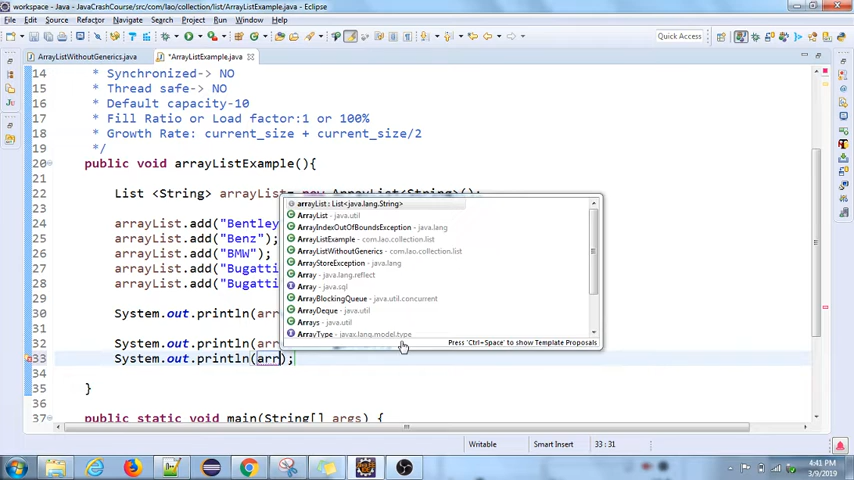 workspace - Java - JavaCrashCourse/src/com/lao/collection/list/ArrayListExample.java - Eclipse
File Edit Source Refactor Navigate Search Project Run Window Help
Quick Access
ArrayListWithoutGenerics.java *ArrayListExample.java
14 * Synchronized-> NO
15 * Thread safe-> NO
16 * Default capacity-10
17 * Fill Ratio or Load factor:1 or 100%
18 * Growth Rate: current_size + current_size/2
19 */
20 public void arrayListExample(){
21
22 List <String> arrayList= new ArrayList<String>();
23
24 arrayList.add("Bentley
25 arrayList.add("Benz");
26 arrayList.add("BMW");
27 arrayList.add("Bugatti
28 arrayList.add("Bugatti
29
30 System.out.println(arr
31
32 System.out.println(arr
33 System.out.println(arr);
34
35 }
36
37 public static void main(String[] args) {
arrayList : List<java.lang.String>
ArrayList - java.util
ArrayIndexOutOfBoundsException - java.lang
ArrayListExample - com.lao.collection.list
ArrayListWithoutGenerics - com.lao.collection.list
ArrayStoreException - java.lang
Array - java.lang.reflect
Array - java.sql
ArrayBlockingQueue - java.util.concurrent
ArrayDeque - java.util
Arrays - java.util
ArrayType - javax.lang.model.type
Press 'Ctrl+Space' to show Template Proposals
Writable Smart Insert 33 : 31
4:41 PM
3/9/2019